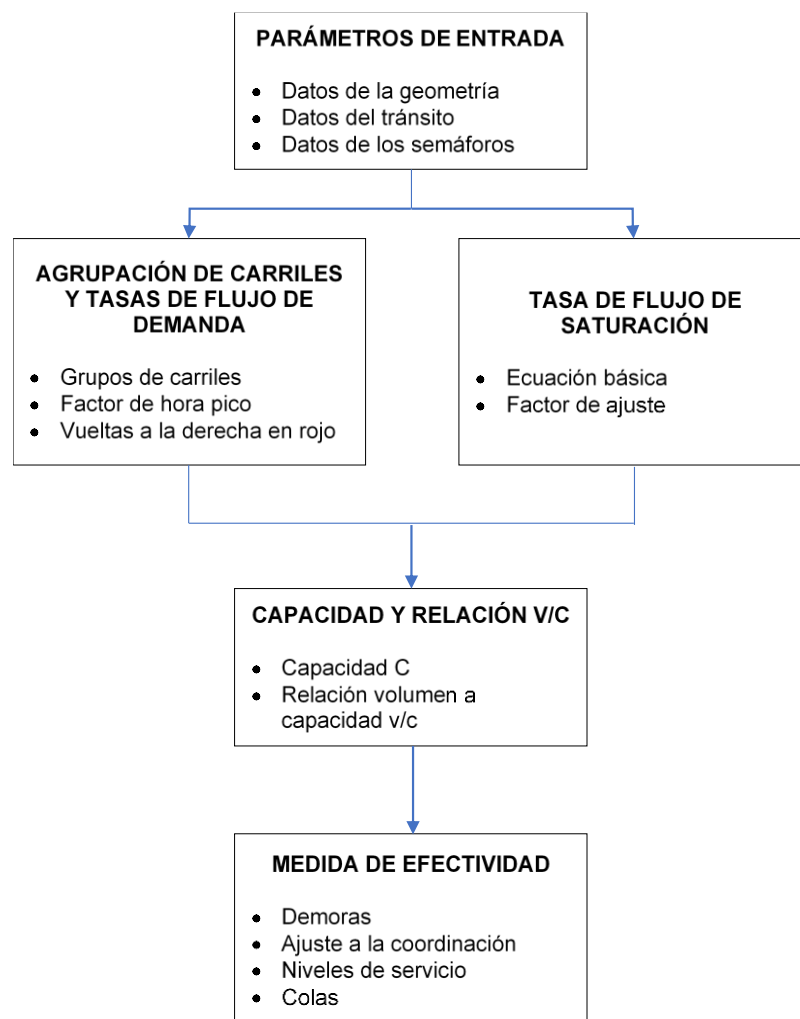 PARÁMETROS DE ENTRADA
• Datos de la geometría
• Datos del tránsito
• Datos de los semáforos
AGRUPACIÓN DE CARRILES
Y TASAS DE FLUJO DE
DEMANDA
• Grupos de carriles
• Factor de hora pico
• Vueltas a la derecha en rojo
TASA DE FLUJO DE
SATURACIÓN
• Ecuación básica
• Factor de ajuste
CAPACIDAD Y RELACIÓN V/C
• Capacidad C
• Relación volumen a
capacidad v/c
MEDIDA DE EFECTIVIDAD
• Demoras
• Ajuste a la coordinación
• Niveles de servicio
• Colas